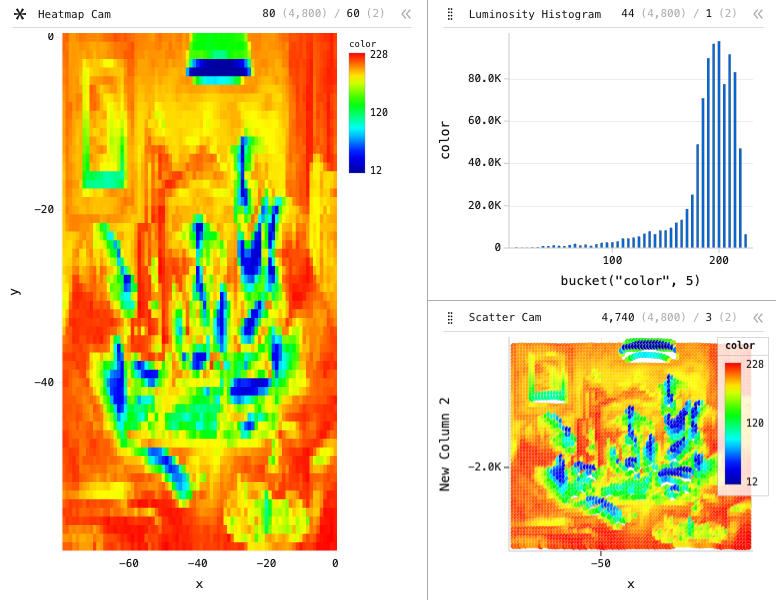 Heatmap Cam 80 (4,800) / 60 (2)
color
228
120
12
0
−20
−40
y
−60 −40 −20 0
x
Luminosity Histogram 44 (4,800) / 1 (2)
80.0K
60.0K
40.0K
20.0K
0
color
100 200
bucket("color", 5)
Scatter Cam 4,740 (4,800) / 3 (2)
color
228
120
12
New Column 2
−2.0K
−50
x